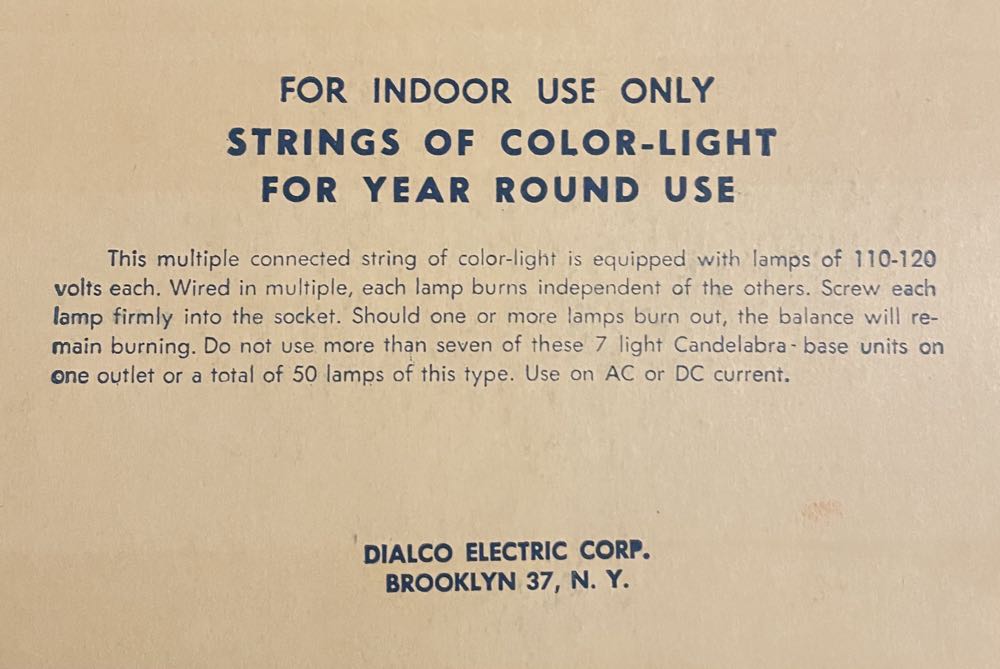 FOR INDOOR USE ONLY
STRINGS OF COLOR-LIGHT
FOR YEAR ROUND USE
This multiple connected string of color-light is equipped with lamps of 110-120
volts each. Wired in multiple, each lamp burns independent of the others. Screw each
lamp firmly into the socket. Should one or more lamps burn out, the balance will re-
main burning. Do not use more than seven of these 7 light Candelabra-base units on
one outlet or a total of 50 lamps of this type. Use on AC or DC current.
DIALCO ELECTRIC CORP.
BROOKLYN 37, N. Y.